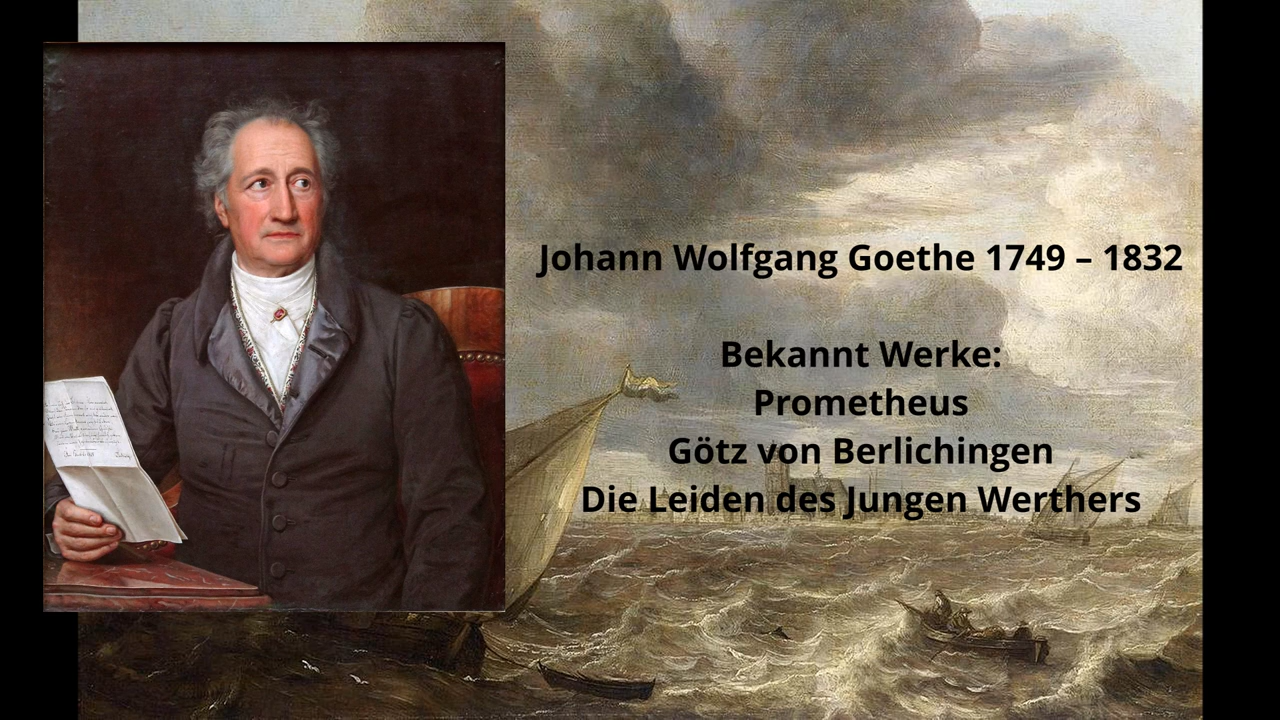 Johann Wolfgang Goethe 1749 – 1832
Bekannt Werke:
Prometheus
Götz von Berlichingen
Die Leiden des Jungen Werthers